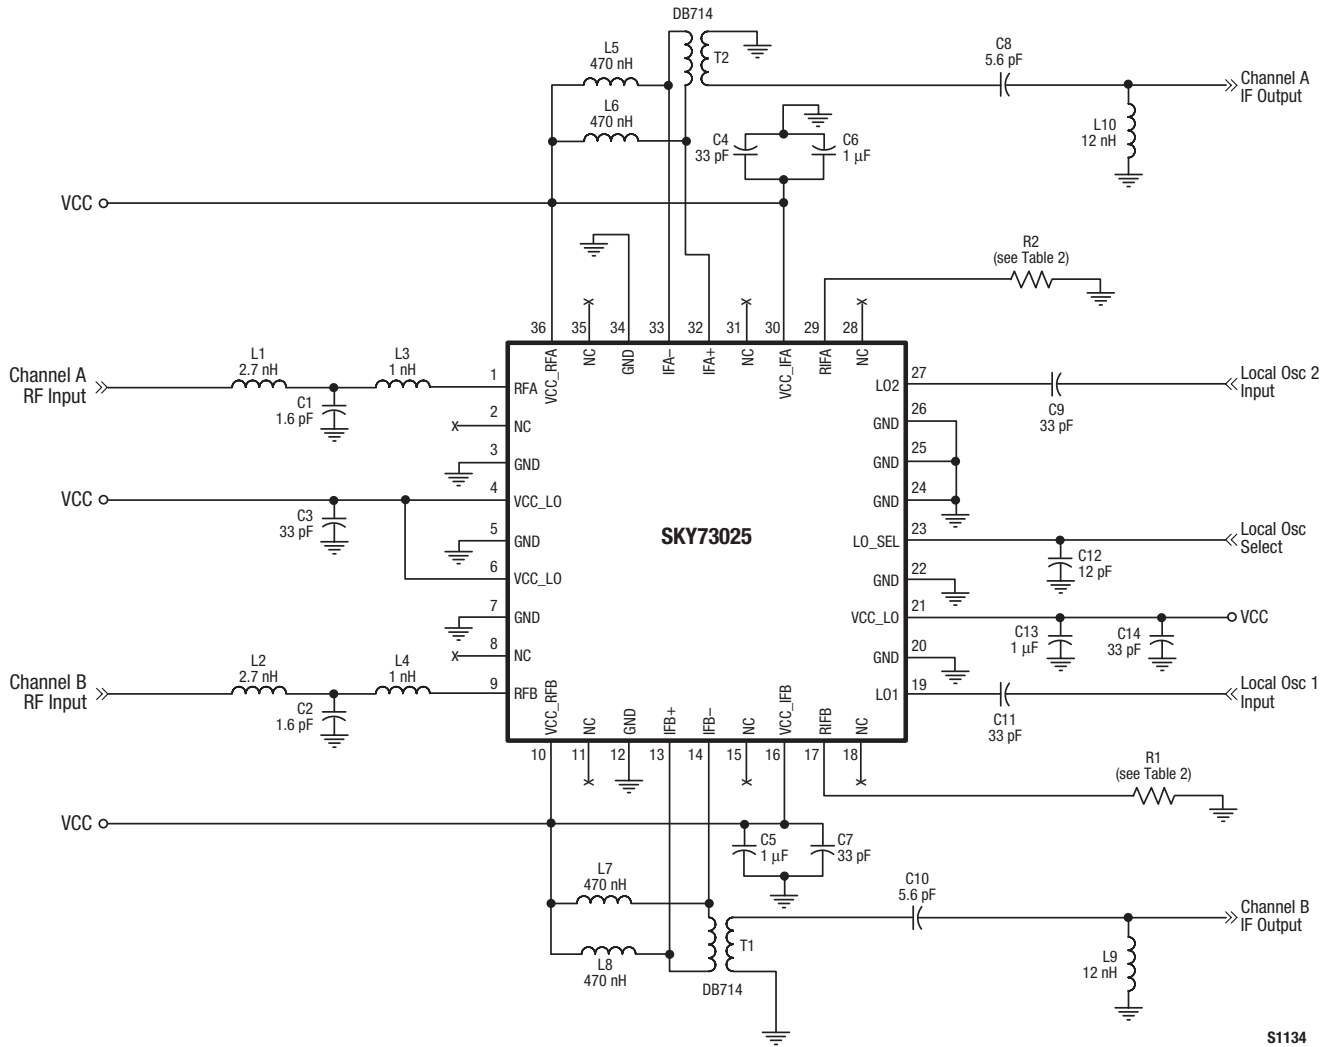 DB714
T2
L5
470 nH
L6
470 nH
C8
5.6 pF
Channel A
IF Output
L10
12 nH
C4
33 pF
C6
1 µF
VCC
R2
(see Table 2)
36
35
34
33
32
31
30
29
28
VCC_RFA
NC
GND
IFA–
IFA+
NC
VCC_IFA
RIFA
NC
Channel A
RF Input
L1
2.7 nH
L3
1 nH
C1
1.6 pF
1
RFA
2
NC
X
3
GND
VCC
C3
33 pF
4
VCC_LO
5
GND
6
VCC_LO
7
GND
8
NC
X
Channel B
RF Input
L2
2.7 nH
L4
1 nH
C2
1.6 pF
9
RFB
SKY73025
27
LO2
C9
33 pF
Local Osc 2
Input
26
GND
25
GND
24
GND
23
LO_SEL
C12
12 pF
Local Osc
Select
22
GND
21
VCC_LO
C13
1 µF
C14
33 pF
VCC
20
GND
19
LO1
C11
33 pF
Local Osc 1
Input
VCC_RFB
NC
GND
IFB+
IFB–
NC
VCC_IFB
RIFB
NC
10
11
12
13
14
15
16
17
18
R1
(see Table 2)
VCC
C5
1 µF
C7
33 pF
L7
470 nH
L8
470 nH
T1
DB714
C10
5.6 pF
Channel B
IF Output
L9
12 nH
S1134